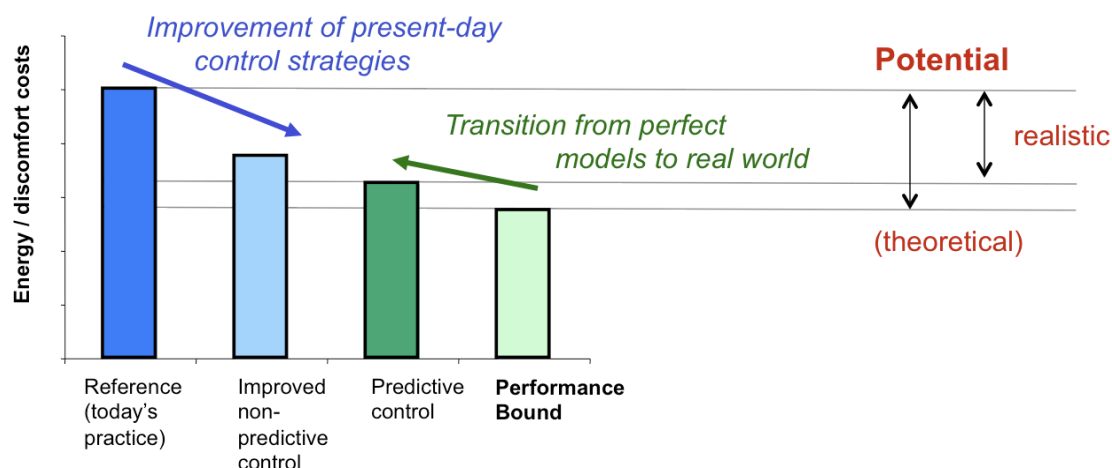 Improvement of present-day
control strategies
Potential
Transition from perfect
models to real world
realistic
(theoretical)
Energy / discomfort costs
Reference
(today's
practice)
Improved
non-
predictive
control
Predictive
control
Performance
Bound